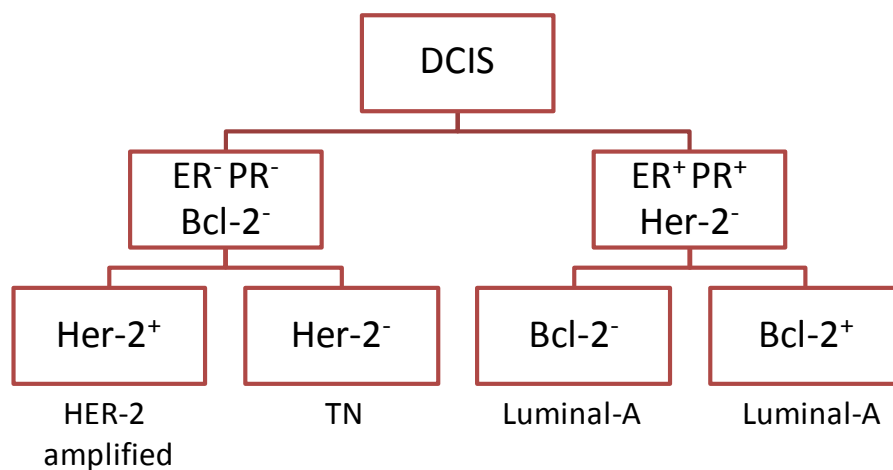 DCIS
ER⁻ PR⁻
Bcl-2⁻
ER⁺ PR⁺
Her-2⁻
Her-2⁺
Her-2⁻
Bcl-2⁻
Bcl-2⁺
HER-2
amplified
TN
Luminal-A
Luminal-A